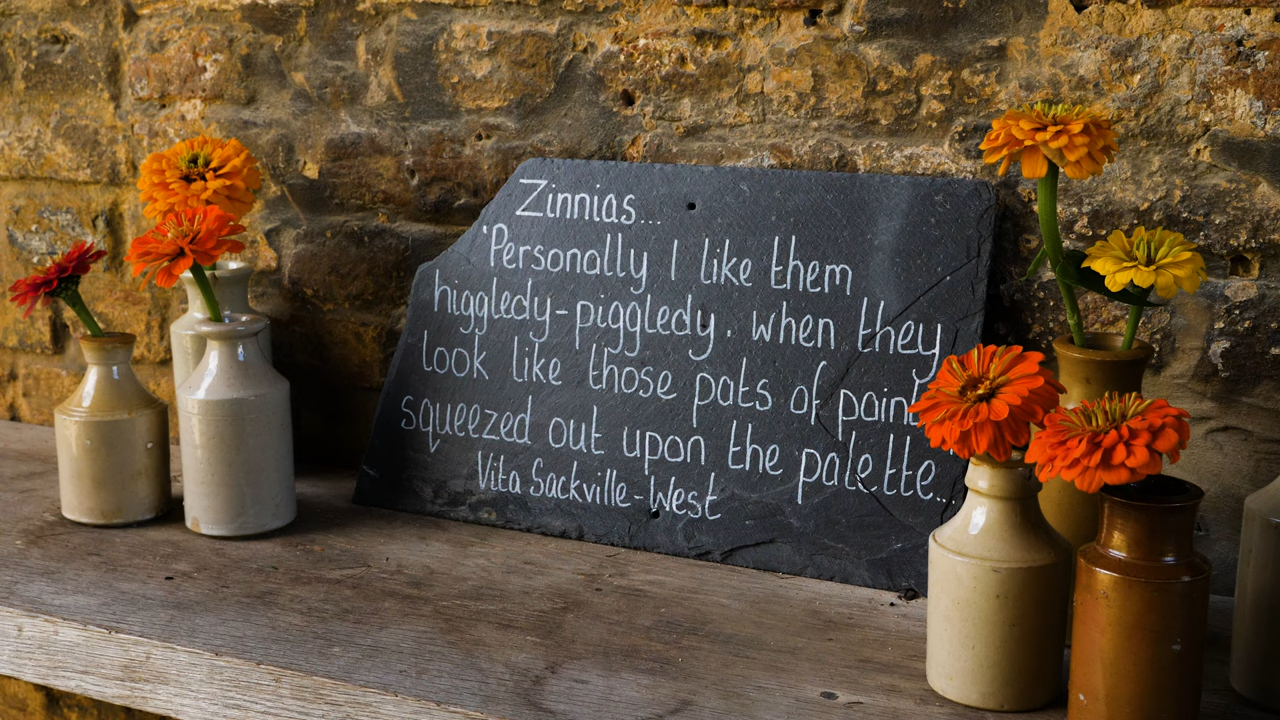 Zinnias...
'Personally I like them
higgledy-piggledy. when they
look like those pats of paint
squeezed out upon the palette...
Vita Sackville-West